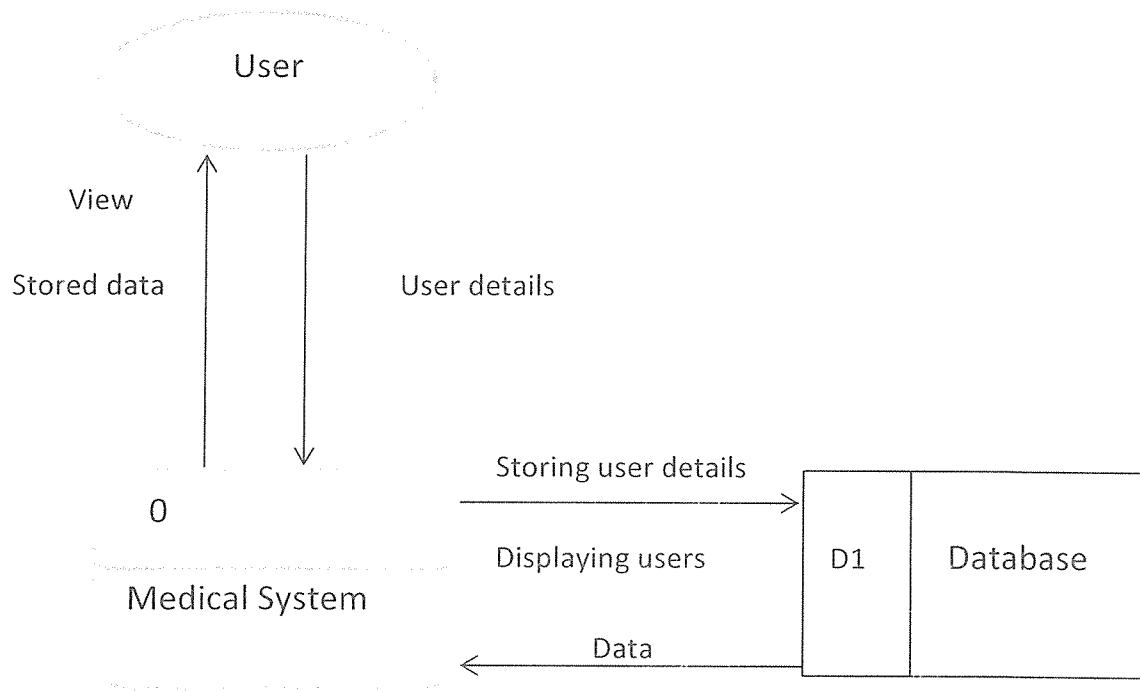 User
View
Stored data
User details
Storing user details
0
Displaying users
D1
Database
Medical System
Data